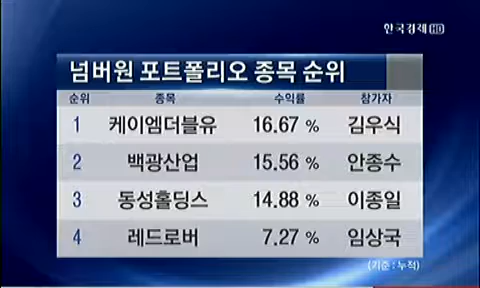 한국경제 HD
넘버원 포트폴리오 종목 순위
순위 종목 수익률 참가자
1 케이엠더블유 16.67 % 김우식
2 백광산업 15.56 % 안종수
3 동성홀딩스 14.88 % 이종일
4 레드로버 7.27 % 임상국
(기준 : 누적)